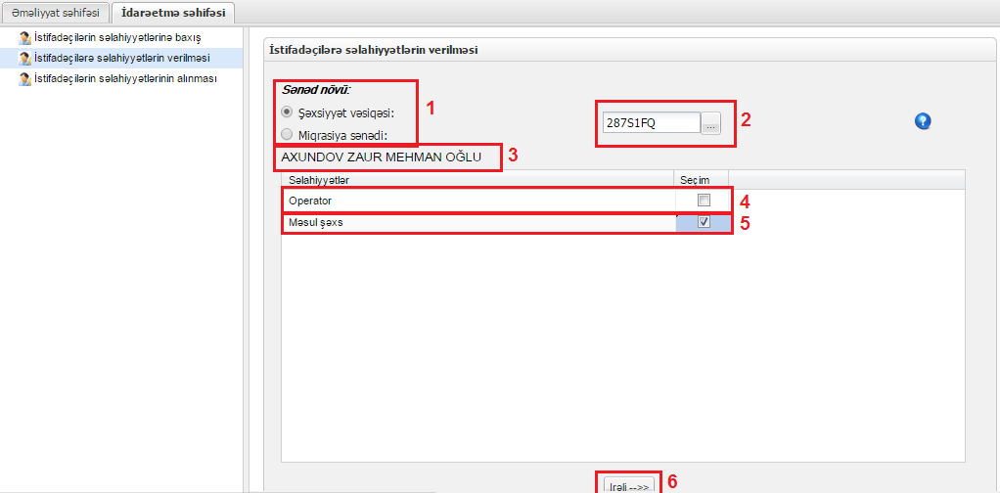 Əməliyyat səhifəsi
İdarəetmə səhifəsi
İstifadəçilərin səlahiyyətlərinə baxış
İstifadəçilərə səlahiyyətlərin verilməsi
İstifadəçilərin səlahiyyətlərinin alınması
İstifadəçilərə səlahiyyətlərin verilməsi
Sənəd növü:
1
Şəxsiyyət vəsiqəsi:
Miqrasiya sənədi:
287S1FQ ...
2
?
AXUNDOV ZAUR MEHMAN OĞLU
3
Səlahiyyətlər Seçim
Operator
4
Məsul şəxs
5
İrəli -->>
6